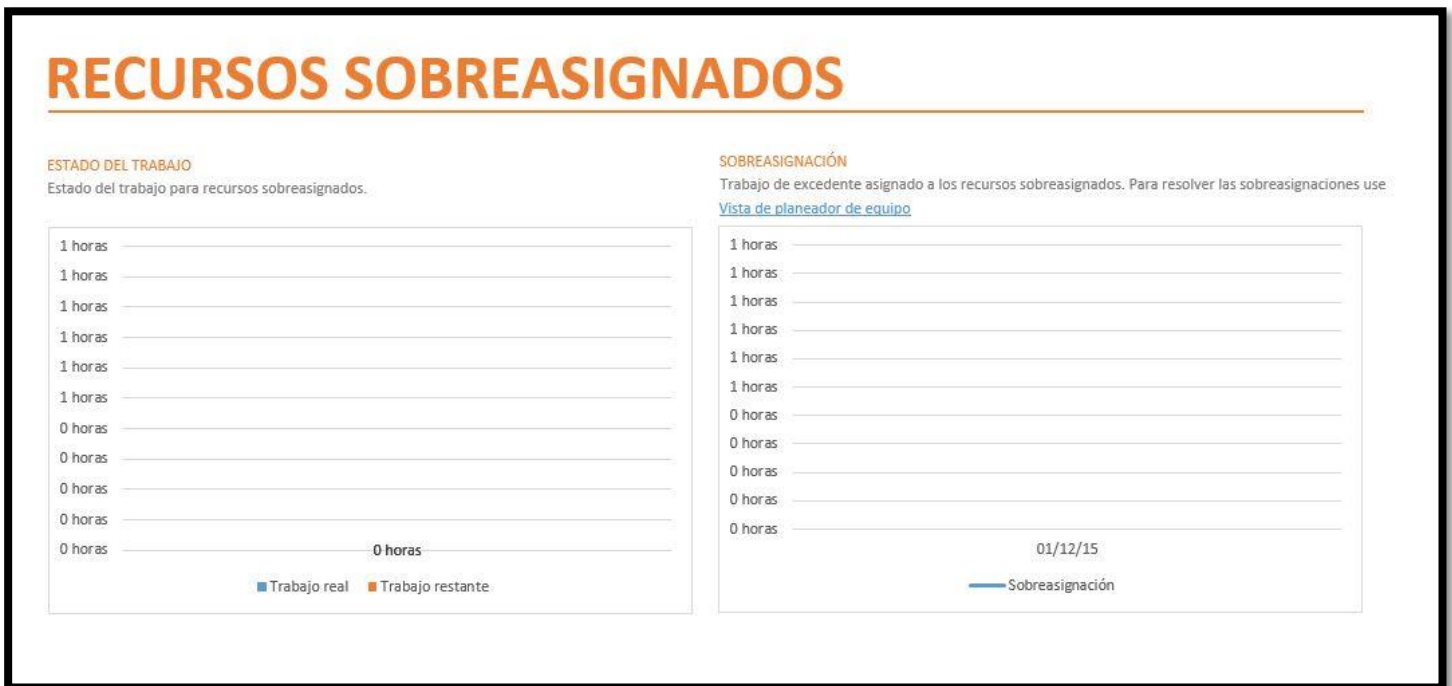 RECURSOS SOBREASIGNADOS
ESTADO DEL TRABAJO
Estado del trabajo para recursos sobreasignados.
1 horas
1 horas
1 horas
1 horas
1 horas
1 horas
0 horas
0 horas
0 horas
0 horas
0 horas
0 horas
Trabajo real
Trabajo restante
SOBREASIGNACIÓN
Trabajo de excedente asignado a los recursos sobreasignados. Para resolver las sobreasignaciones use
Vista de planeador de equipo
1 horas
1 horas
1 horas
1 horas
1 horas
1 horas
0 horas
0 horas
0 horas
0 horas
0 horas
01/12/15
Sobreasignación